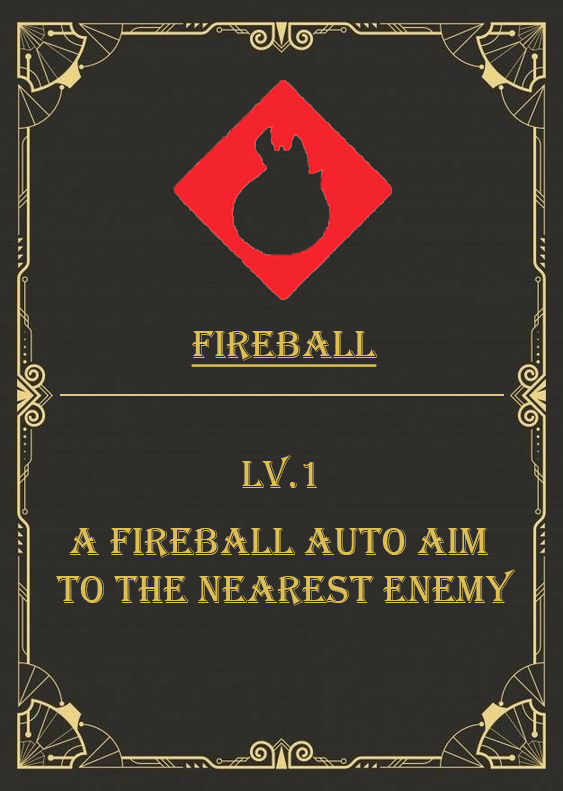 FIREBALL
LV.1
A FIREBALL AUTO AIM
TO THE NEAREST ENEMY